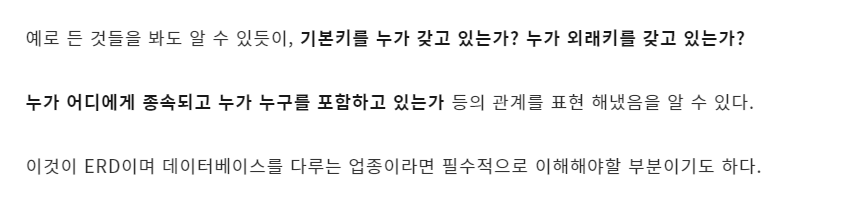 예로 든 것들을 봐도 알 수 있듯이, 기본키를 누가 갖고 있는가? 누가 외래키를 갖고 있는가?
누가 어디에게 종속되고 누가 누구를 포함하고 있는가 등의 관계를 표현 해냈음을 알 수 있다.
이것이 ERD이며 데이터베이스를 다루는 업종이라면 필수적으로 이해해야할 부분이기도 하다.